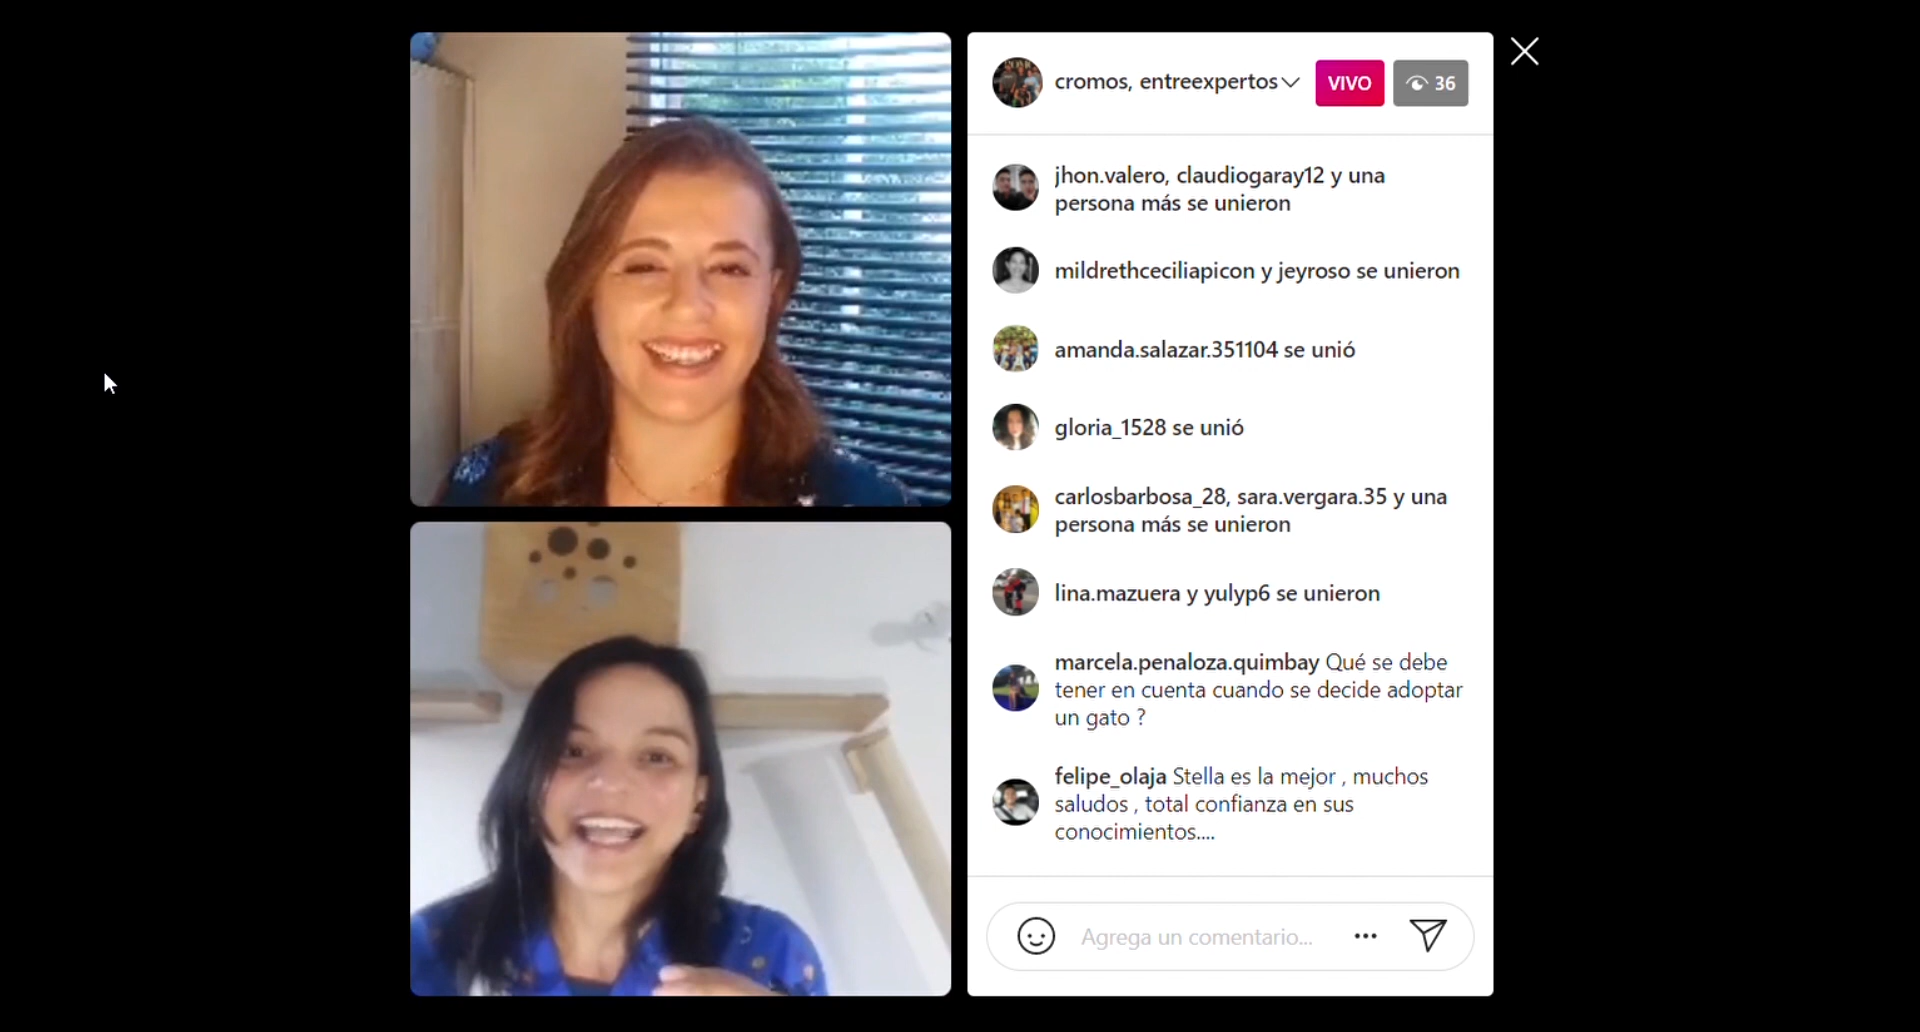 cromos, entreexpertos
VIVO
36
jhon.valero, claudiogaray12 y una
persona más se unieron
mildrethceciliapicon y jeyroso se unieron
amanda.salazar.351104 se unió
gloria_1528 se unió
carlosbarbosa_28, sara.vergara.35 y una
persona más se unieron
lina.mazuera y yulyp6 se unieron
marcela.penaloza.quimbay Qué se debe
tener en cuenta cuando se decide adoptar
un gato ?
felipe_olaja Stella es la mejor , muchos
saludos , total confianza en sus
conocimientos....
Agrega un comentario...